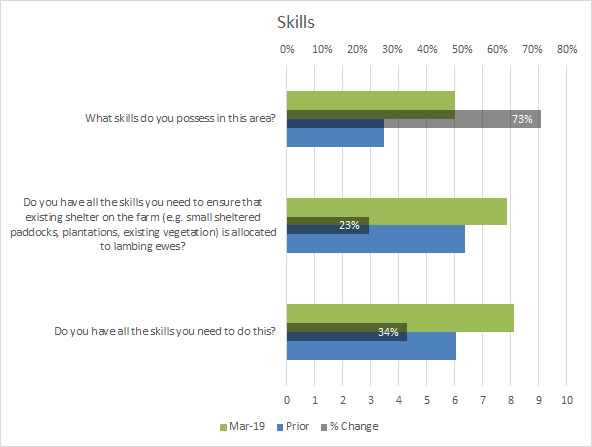 Skills
0% 10% 20% 30% 40% 50% 60% 70% 80%
What skills do you possess in this area?
73%
Do you have all the skills you need to ensure that
existing shelter on the farm (e.g. small sheltered
paddocks, plantations, existing vegetation) is allocated
to lambing ewes?
23%
Do you have all the skills you need to do this?
34%
0 1 2 3 4 5 6 7 8 9 10
Mar-19 Prior % Change